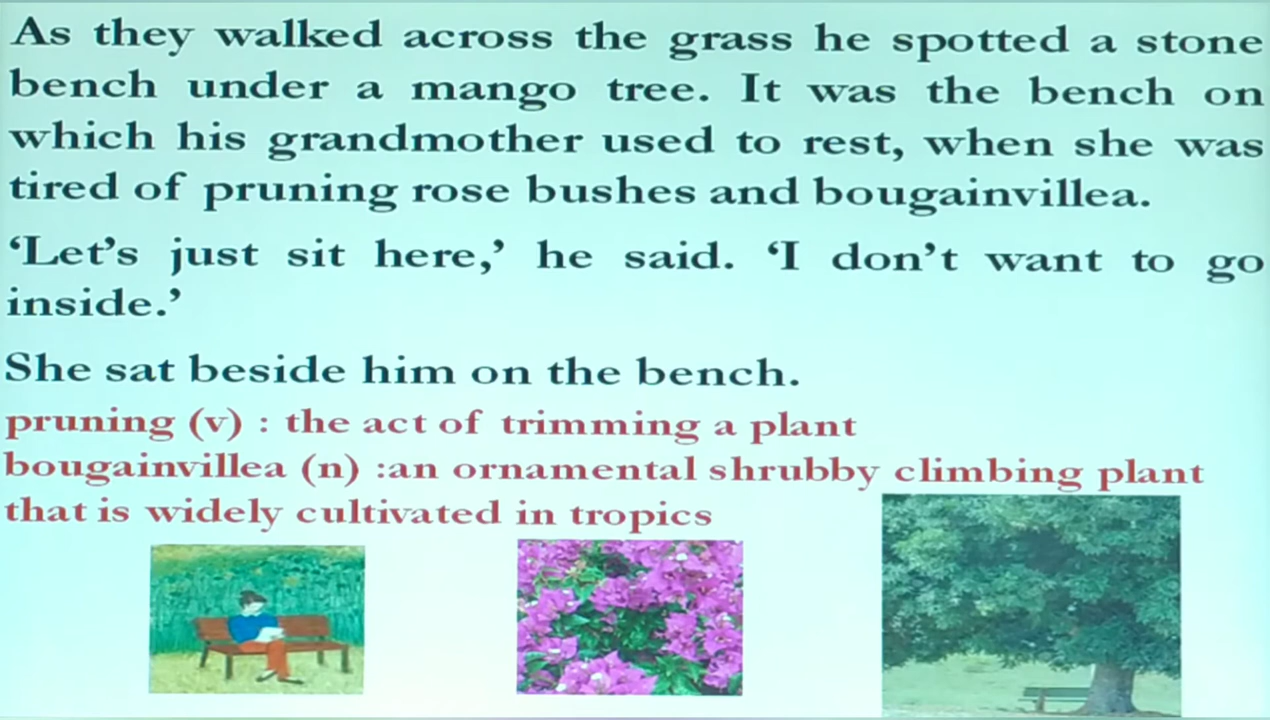 As they walked across the grass he spotted a stone
bench under a mango tree. It was the bench on
which his grandmother used to rest, when she was
tired of pruning rose bushes and bougainvillea.
‘Let’s just sit here,’ he said. ‘I don’t want to go
inside.’
She sat beside him on the bench.
pruning (v) : the act of trimming a plant
bougainvillea (n) :an ornamental shrubby climbing plant
that is widely cultivated in tropics